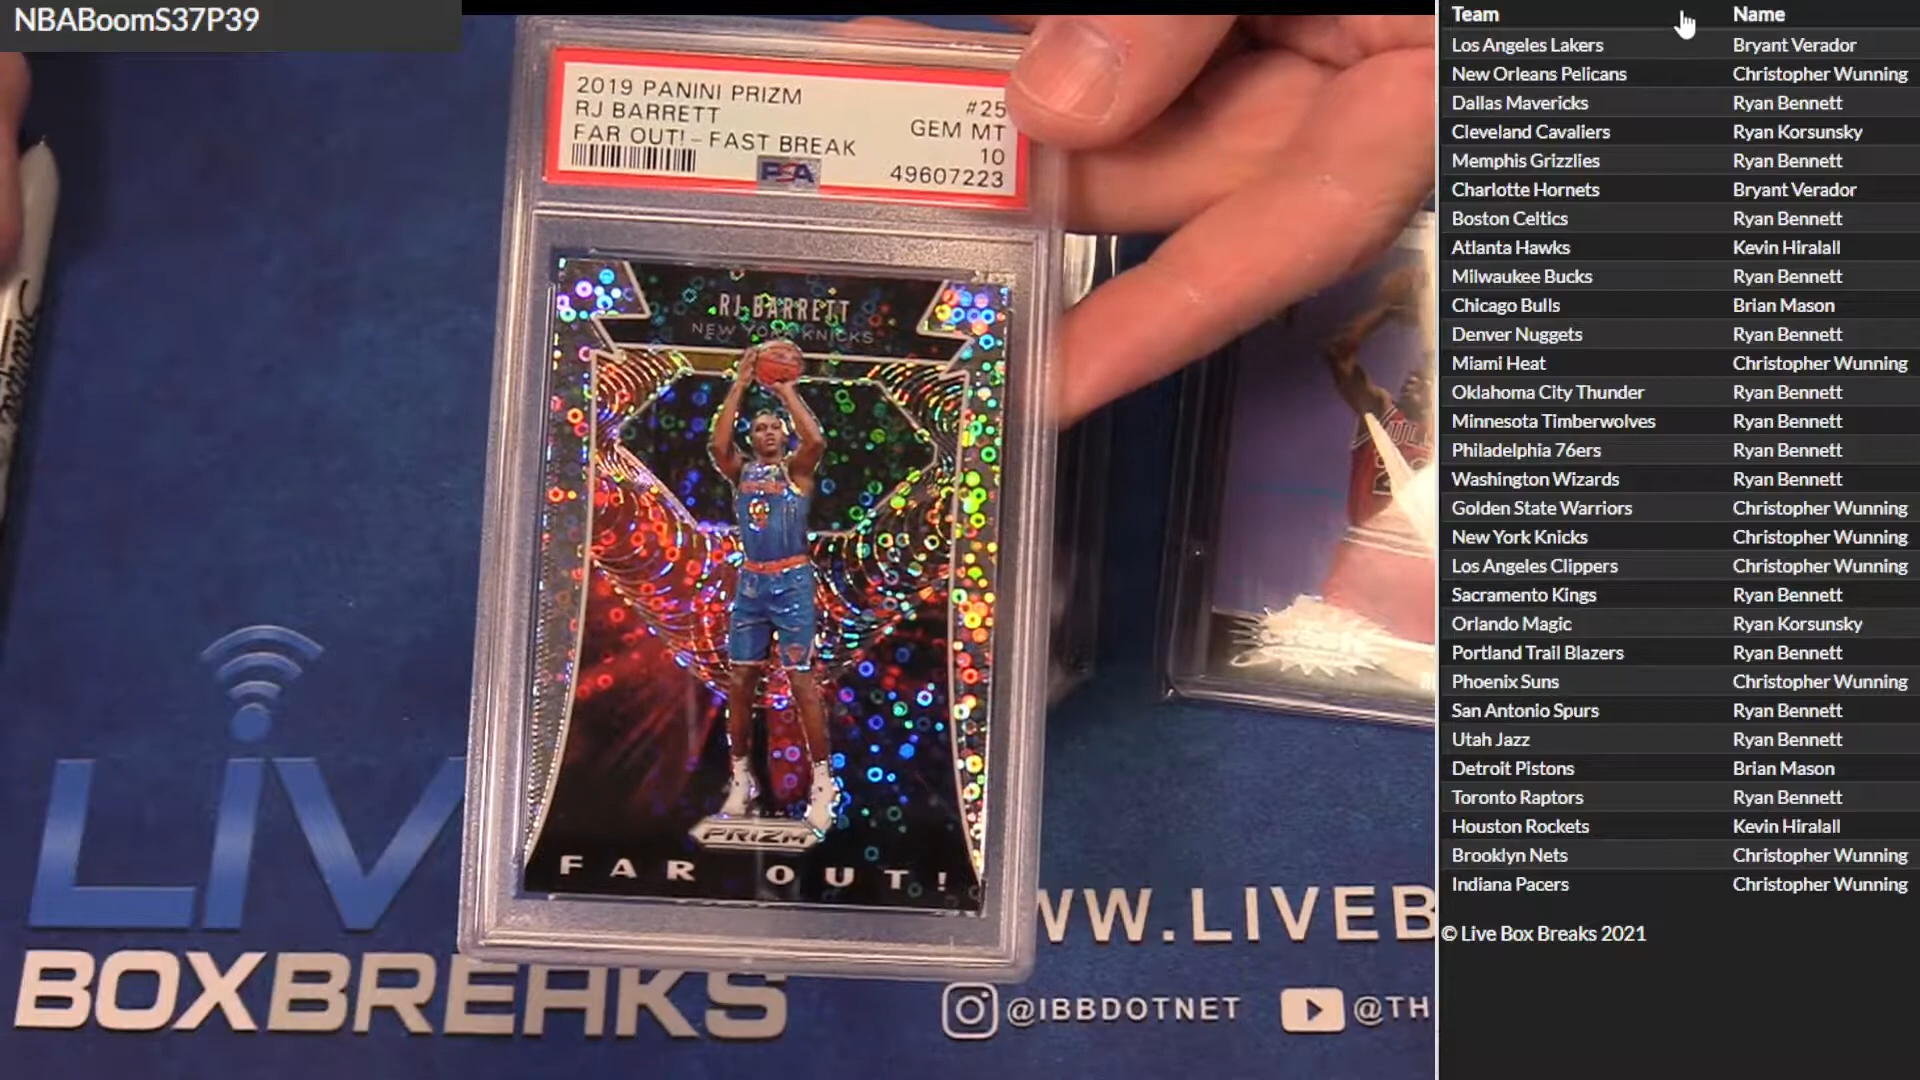 NBABoomS37P39
2019 PANINI PRIZM
#25
RJ BARRETT
GEM MT
FAR OUT! - FAST BREAK
10
PSA
49607223
RJ BARRETT
NEW YORK KNICKS
PRIZM
FAR OUT!
LIV
BOXBREAKS
WW.LIVEB
@IBBDOTNET
@TH
Team Name
Los Angeles Lakers Bryant Verador
New Orleans Pelicans Christopher Wunning
Dallas Mavericks Ryan Bennett
Cleveland Cavaliers Ryan Korsunsky
Memphis Grizzlies Ryan Bennett
Charlotte Hornets Bryant Verador
Boston Celtics Ryan Bennett
Atlanta Hawks Kevin Hiralall
Milwaukee Bucks Ryan Bennett
Chicago Bulls Brian Mason
Denver Nuggets Ryan Bennett
Miami Heat Christopher Wunning
Oklahoma City Thunder Ryan Bennett
Minnesota Timberwolves Ryan Bennett
Philadelphia 76ers Ryan Bennett
Washington Wizards Ryan Bennett
Golden State Warriors Christopher Wunning
New York Knicks Christopher Wunning
Los Angeles Clippers Christopher Wunning
Sacramento Kings Ryan Bennett
Orlando Magic Ryan Korsunsky
Portland Trail Blazers Ryan Bennett
Phoenix Suns Christopher Wunning
San Antonio Spurs Ryan Bennett
Utah Jazz Ryan Bennett
Detroit Pistons Brian Mason
Toronto Raptors Ryan Bennett
Houston Rockets Kevin Hiralall
Brooklyn Nets Christopher Wunning
Indiana Pacers Christopher Wunning
© Live Box Breaks 2021